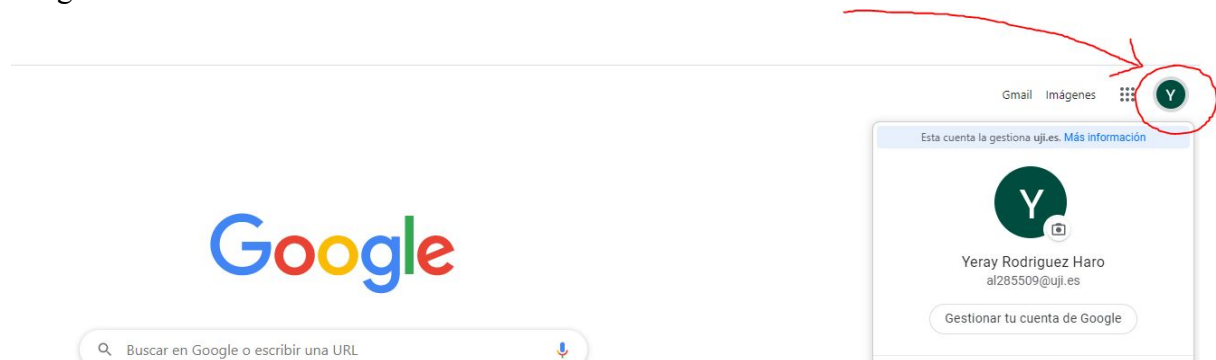 Gmail Imágenes
Y
Esta cuenta la gestiona uji.es. Más información
Y
Google
Yeray Rodriguez Haro
al285509@uji.es
Gestionar tu cuenta de Google
Buscar en Google o escribir una URL